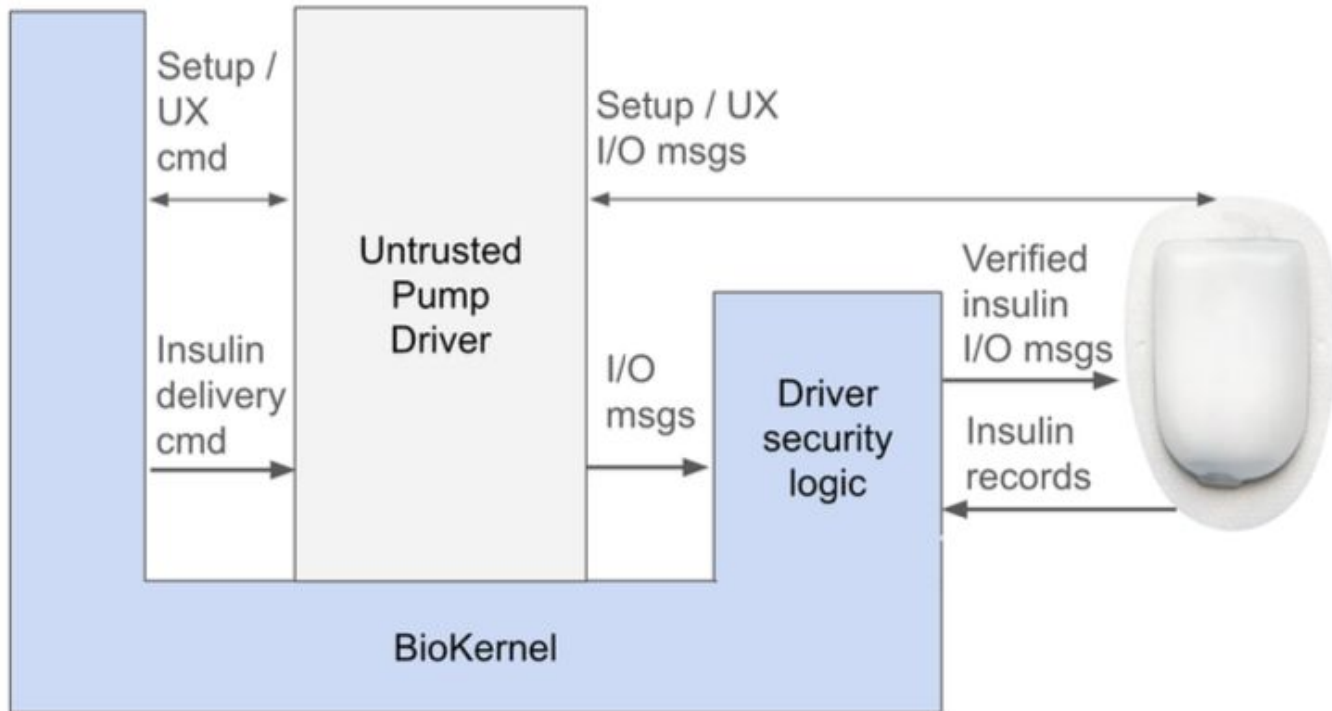 Setup /
UX
cmd
Setup / UX
I/O msgs
Untrusted
Pump
Driver
Verified
insulin
I/O msgs
Insulin
delivery
cmd
I/O
msgs
Driver
security
logic
Insulin
records
BioKernel